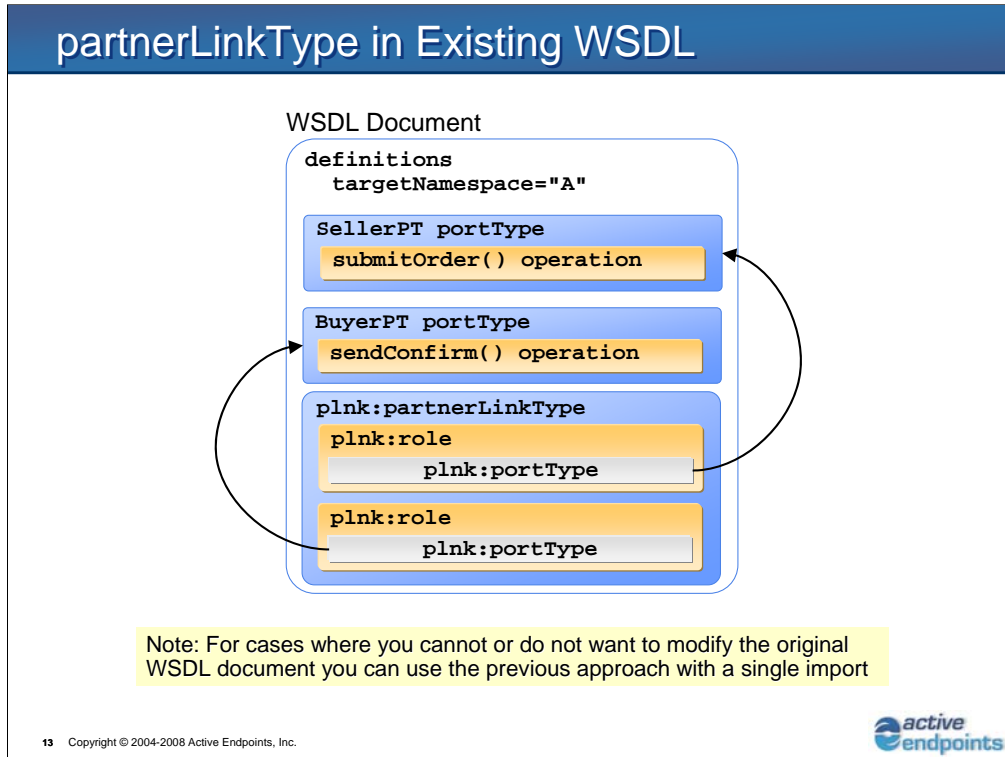 partnerLinkType in Existing WSDL
WSDL Document
definitions
targetNamespace="A"
SellerPT portType
submitOrder() operation
BuyerPT portType
sendConfirm() operation
plnk:partnerLinkType
plnk:role
plnk:portType
plnk:role
plnk:portType
Note: For cases where you cannot or do not want to modify the original
WSDL document you can use the previous approach with a single import
13 Copyright © 2004-2008 Active Endpoints, Inc.
active
endpoints